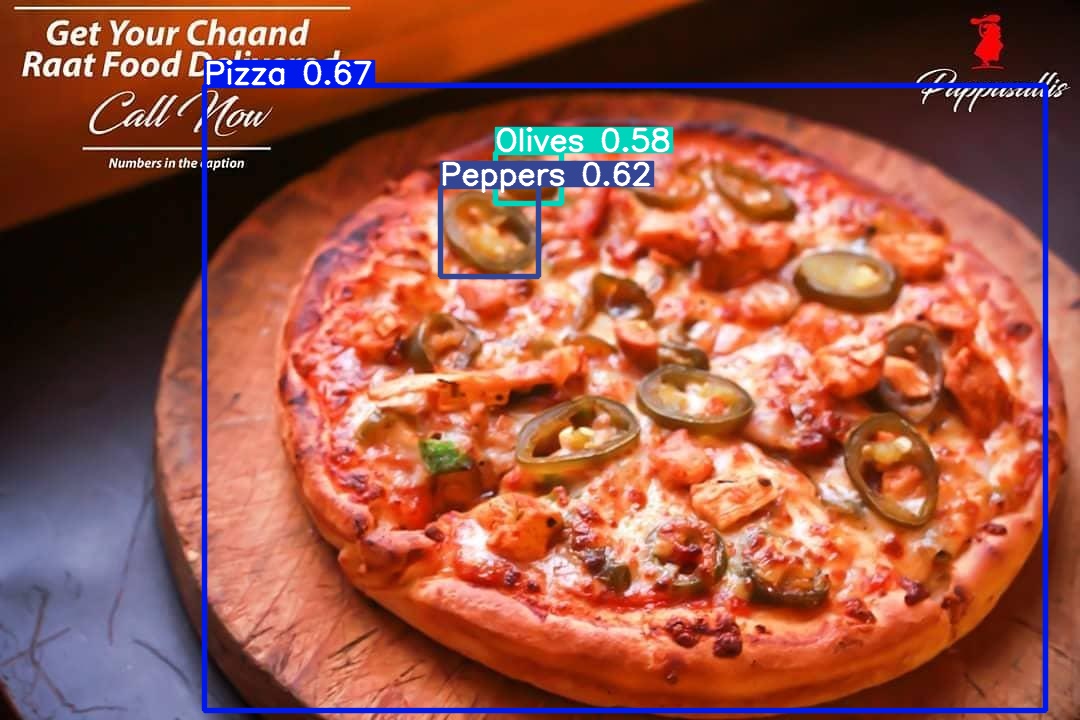 Get Your Chaand
Raat Food Delivered
Call Now
Numbers in the caption
Pizza 0.67
Olives 0.58
Peppers 0.62